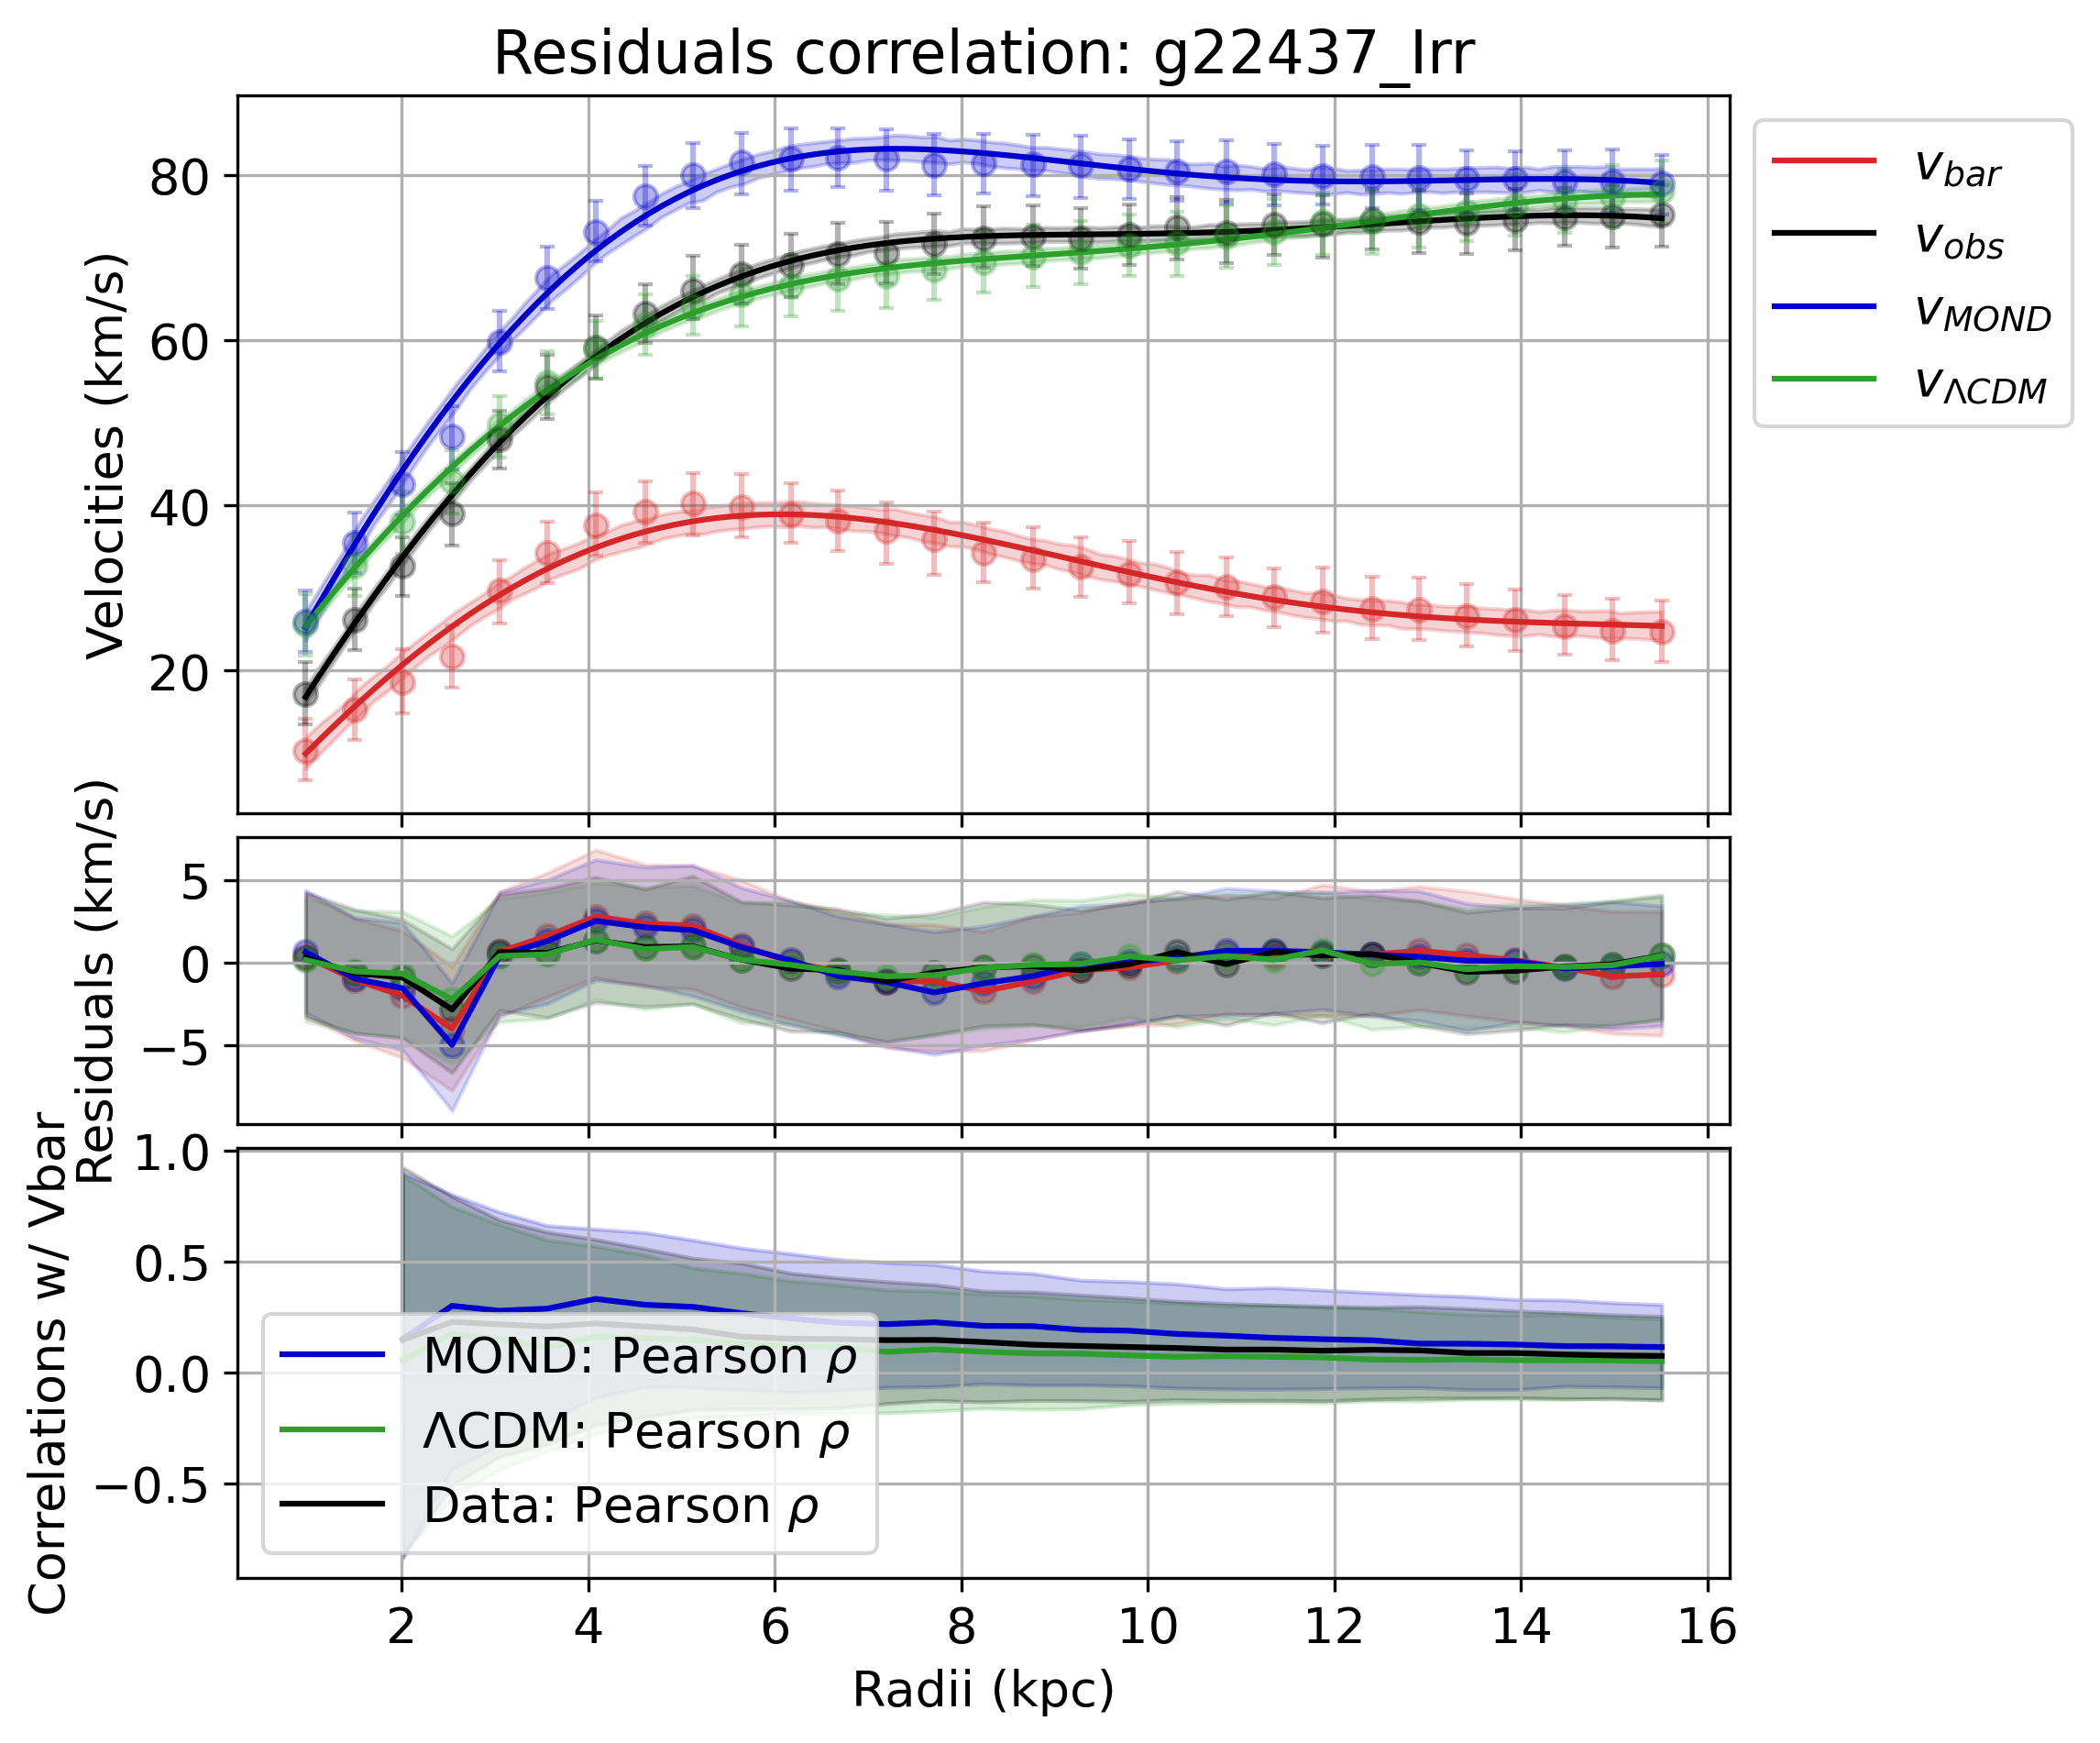 Residuals correlation: g22437_Irr
Velocities (km/s)
80
60
40
20
v_bar
v_obs
v_MOND
v_ΛCDM
Residuals (km/s)
5
0
−5
Correlations w/ Vbar
1.0
0.5
0.0
−0.5
MOND: Pearson ρ
ΛCDM: Pearson ρ
Data: Pearson ρ
2 4 6 8 10 12 14 16
Radii (kpc)